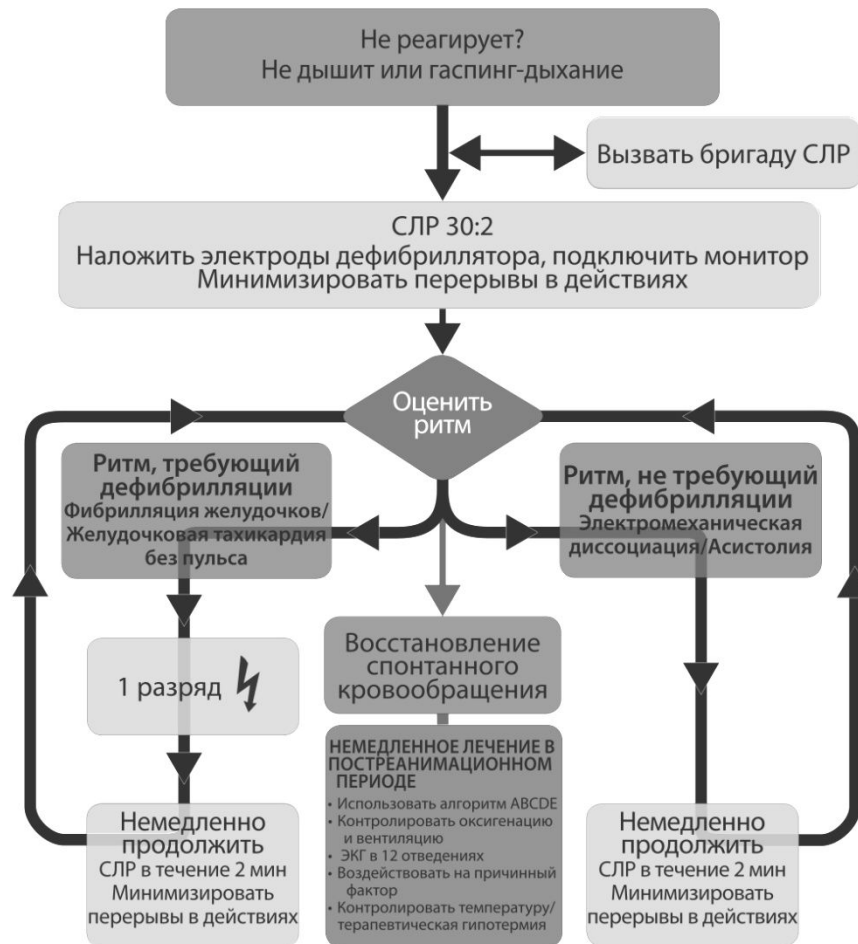 Не реагирует?
Не дышит или гаспинг-дыхание
Вызвать бригаду СЛР
СЛР 30:2
Наложить электроды дефибриллятора, подключить монитор
Минимизировать перерывы в действиях
Оценить
ритм
Ритм, требующий
дефибрилляции
Фибрилляция желудочков/
Желудочковая тахикардия
без пульса
Ритм, не требующий
дефибрилляции
Электромеханическая
диссоциация/Асистолия
1 разряд
Восстановление
спонтанного
кровообращения
НЕМЕДЛЕННОЕ ЛЕЧЕНИЕ В
ПОСТРЕАНИМАЦИОННОМ
ПЕРИОДЕ
• Использовать алгоритм ABCDE
• Контролировать оксигенацию
и вентиляцию
• ЭКГ в 12 отведениях
• Воздействовать на причинный
фактор
• Контролировать температуру/
терапевтическая гипотермия
Немедленно
продолжить
СЛР в течение 2 мин
Минимизировать
перерывы в действиях
Немедленно
продолжить
СЛР в течение 2 мин
Минимизировать
перерывы в действиях